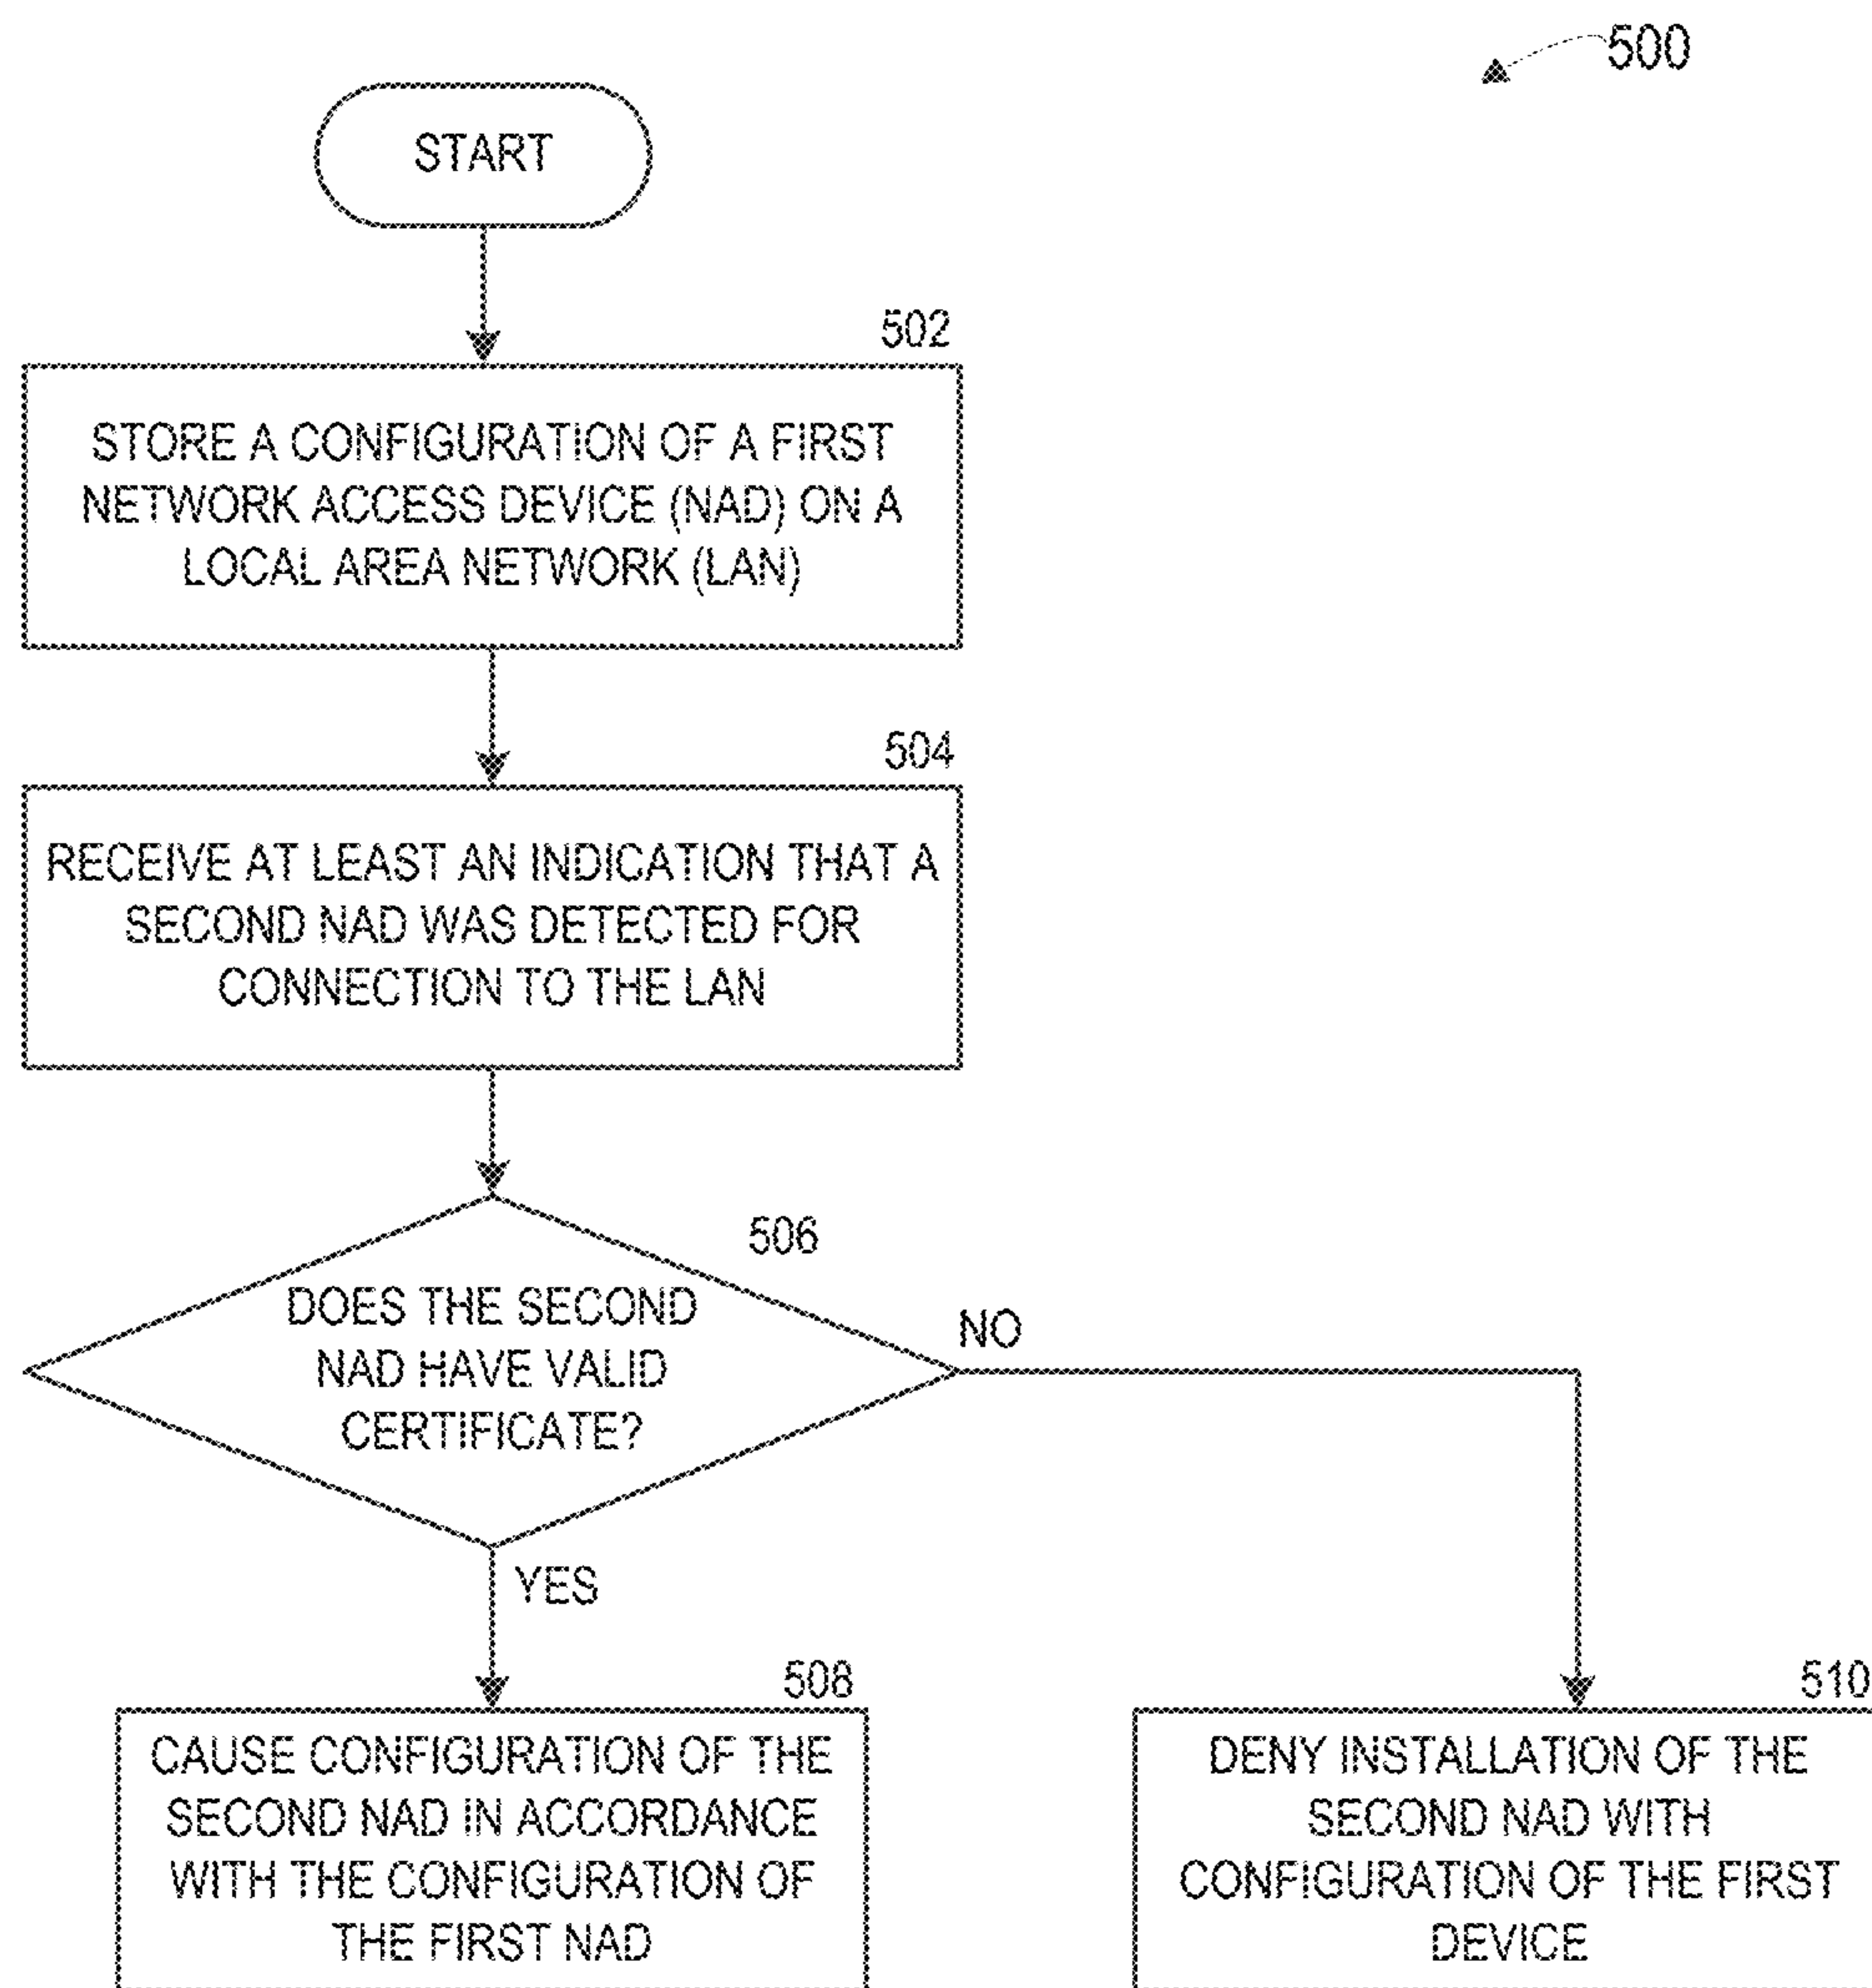 500
START
502
STORE A CONFIGURATION OF A FIRST
NETWORK ACCESS DEVICE (NAD) ON A
LOCAL AREA NETWORK (LAN)
504
RECEIVE AT LEAST AN INDICATION THAT A
SECOND NAD WAS DETECTED FOR
CONNECTION TO THE LAN
506
DOES THE SECOND
NAD HAVE VALID
CERTIFICATE?
NO
YES
508
CAUSE CONFIGURATION OF THE
SECOND NAD IN ACCORDANCE
WITH THE CONFIGURATION OF
THE FIRST NAD
510
DENY INSTALLATION OF THE
SECOND NAD WITH
CONFIGURATION OF THE FIRST
DEVICE